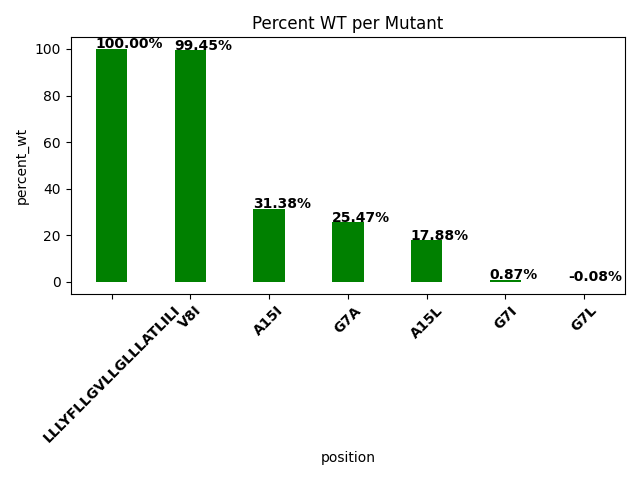 Percent WT per Mutant
percent_wt
100
80
60
40
20
0
100.00%
99.45%
31.38%
25.47%
17.88%
0.87%
-0.08%
LLLYFLLGVLLGLLLATLILI
V8I
A15I
G7A
A15L
G7I
G7L
position